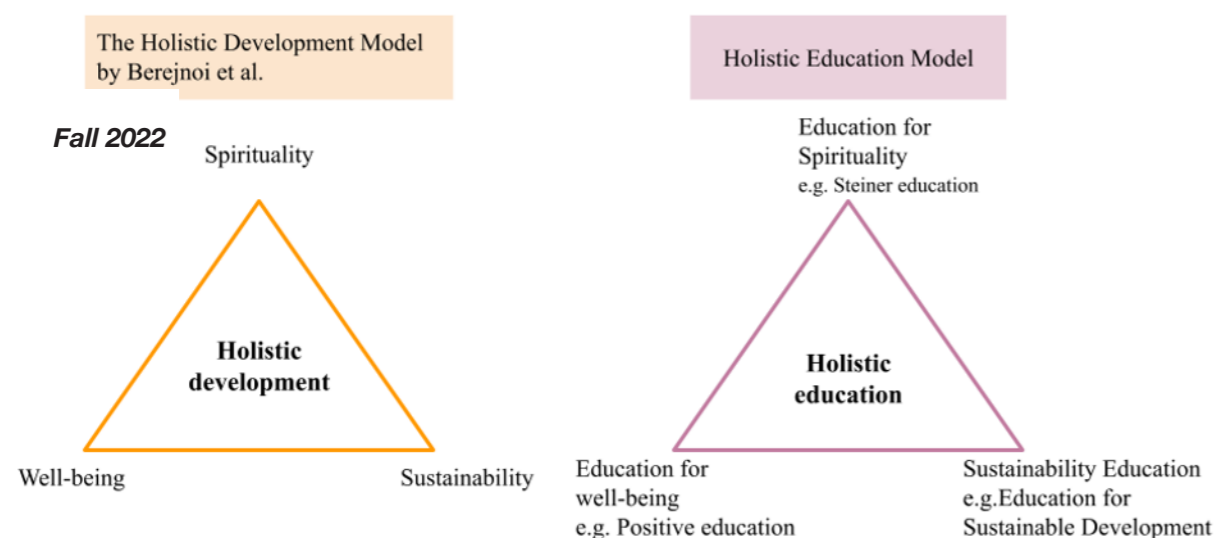 The Holistic Development Model
by Berejnoi et al.
Fall 2022
Spirituality
Holistic
development
Well-being
Sustainability
Holistic Education Model
Education for
Spirituality
e.g. Steiner education
Holistic
education
Education for
well-being
e.g. Positive education
Sustainability Education
e.g.Education for
Sustainable Development